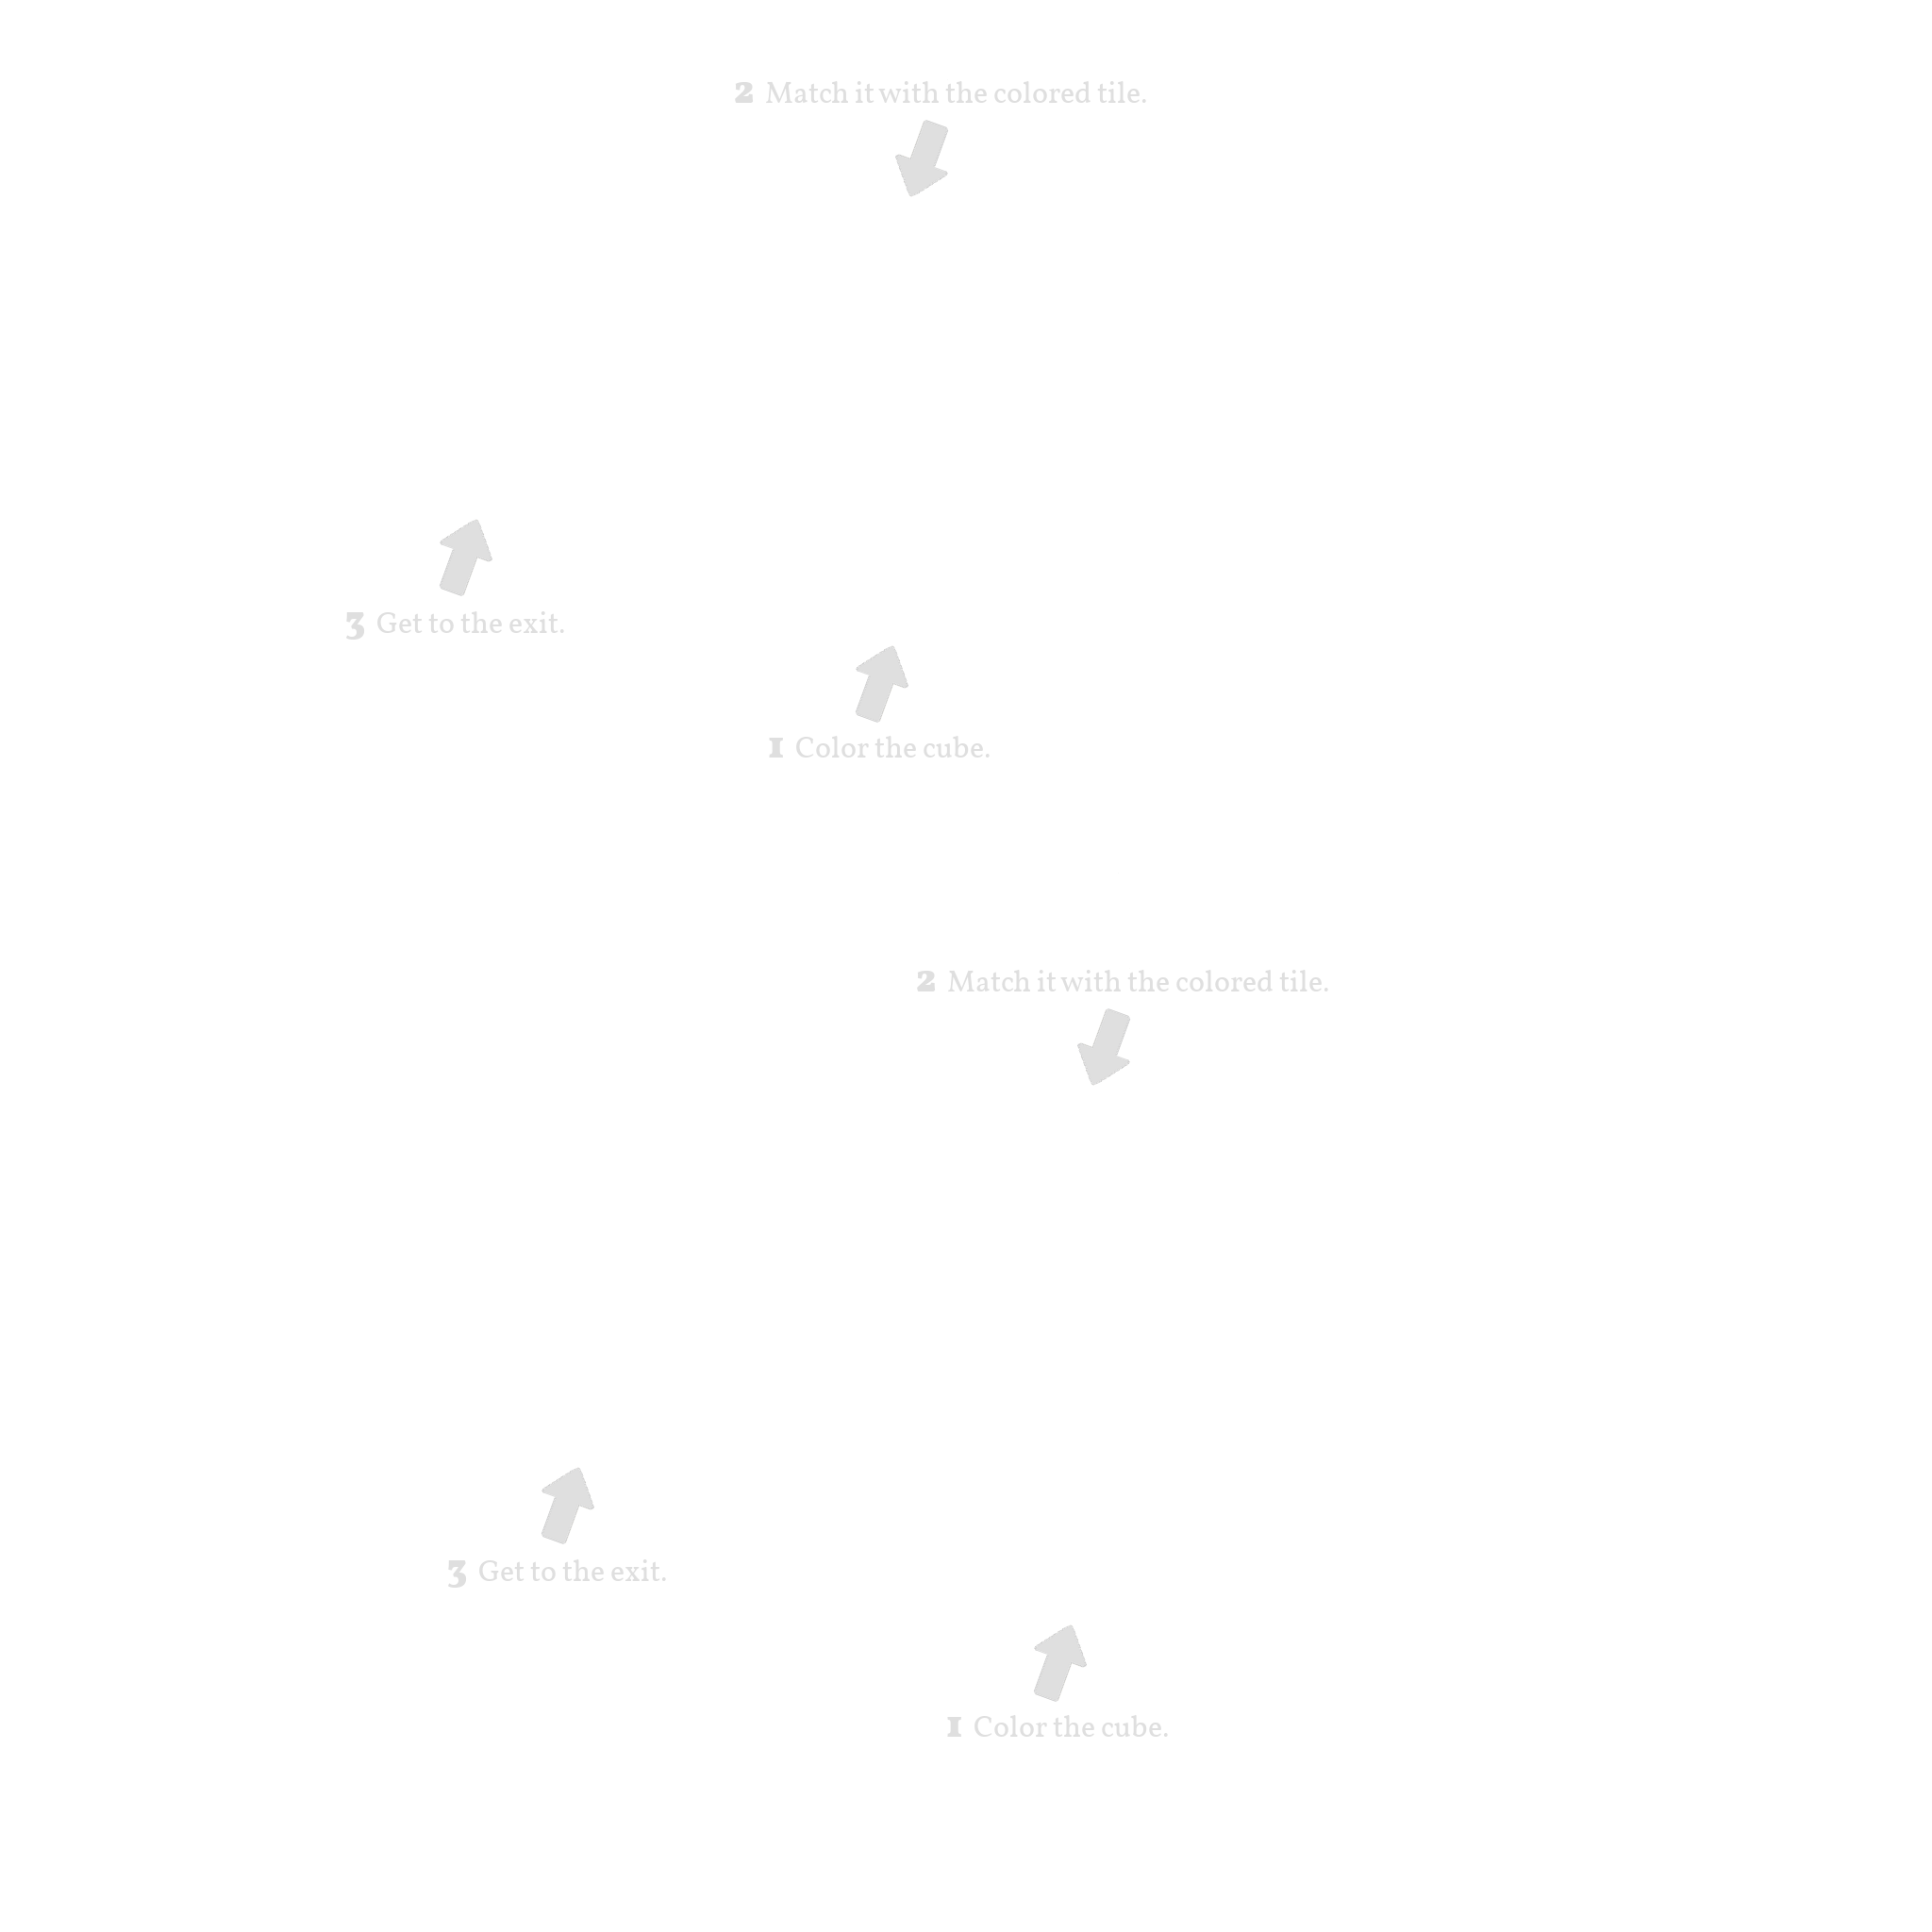 2 Match it with the colored tile.
3 Get to the exit.
1 Color the cube.
2 Match it with the colored tile.
3 Get to the exit.
1 Color the cube.